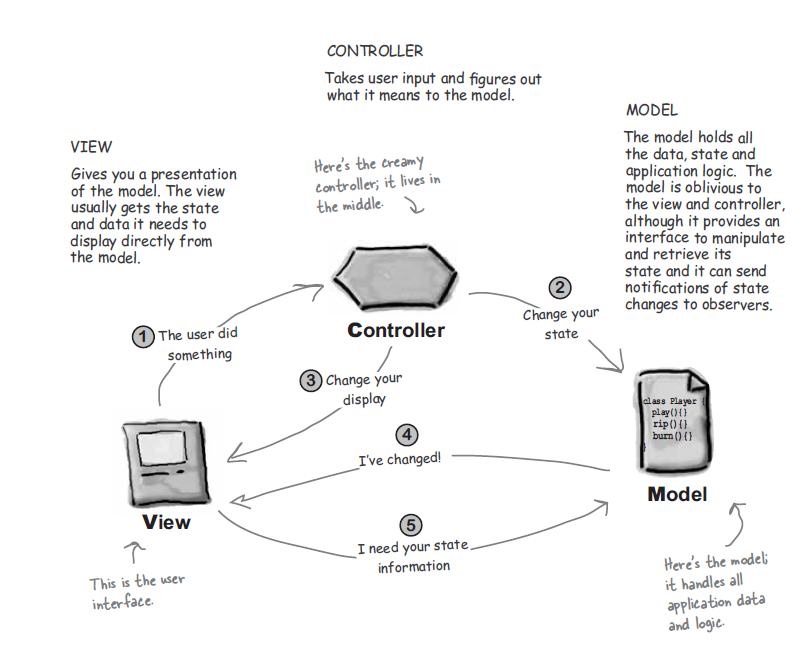 CONTROLLER
Takes user input and figures out
what it means to the model.
MODEL
The model holds all
the data, state and
application logic. The
model is oblivious to
the view and controller,
although it provides an
interface to manipulate
and retrieve its
state and it can send
notifications of state
changes to observers.
VIEW
Gives you a presentation
of the model. The view
usually gets the state
and data it needs to
display directly from
the model.
Here's the creamy
controller; it lives in
the middle.
Controller
1 The user did
something
2
Change your
state
3 Change your
display
4
I've changed!
class Player {
play(){}
rip(){}
burn(){}
}
Model
View
5
I need your state
information
This is the user
interface.
Here's the model;
it handles all
application data
and logic.